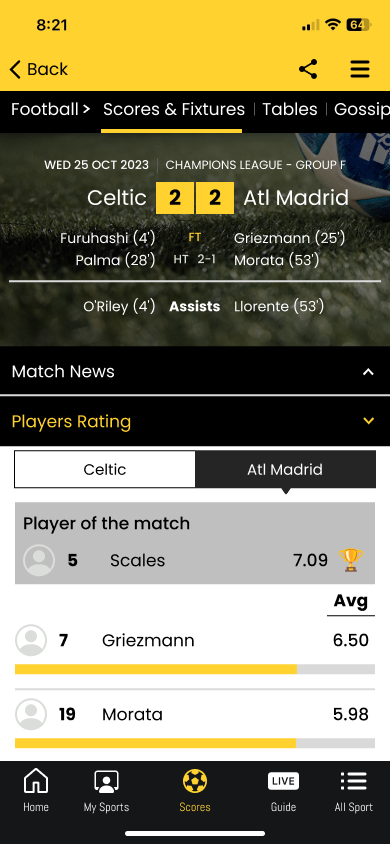 8:21
64
Back
Football > Scores & Fixtures Tables Gossip
WED 25 OCT 2023 CHAMPIONS LEAGUE - GROUP F
Celtic 2 2 Atl Madrid
Furuhashi (4') FT Griezmann (25')
Palma (28') HT 2-1 Morata (53')
O'Riley (4') Assists Llorente (53')
Match News
Players Rating
Celtic Atl Madrid
Player of the match
5 Scales 7.09
Avg
7 Griezmann 6.50
19 Morata 5.98
LIVE
Home My Sports Scores Guide All Sport